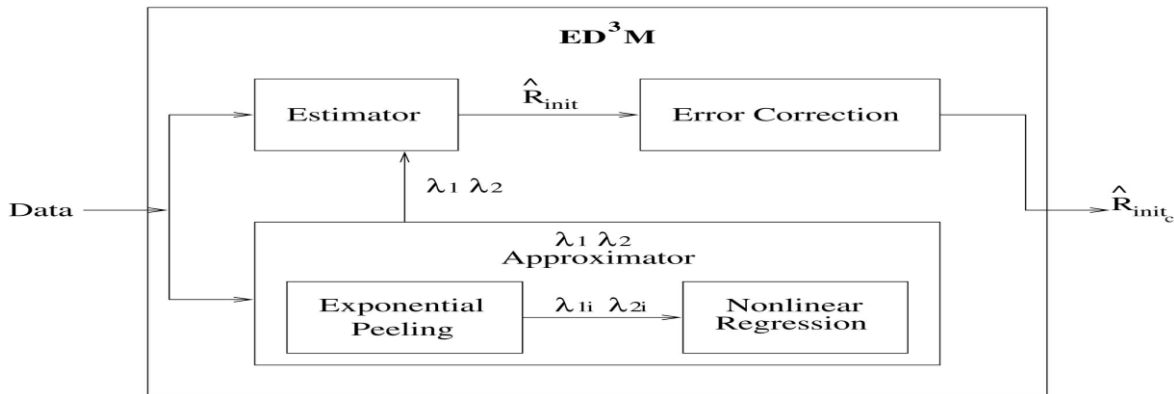 ED³M
Estimator
R̂init
Error Correction
λ1 λ2
Data
R̂initc
λ1 λ2
Approximator
Exponential
Peeling
λ1i λ2i
Nonlinear
Regression